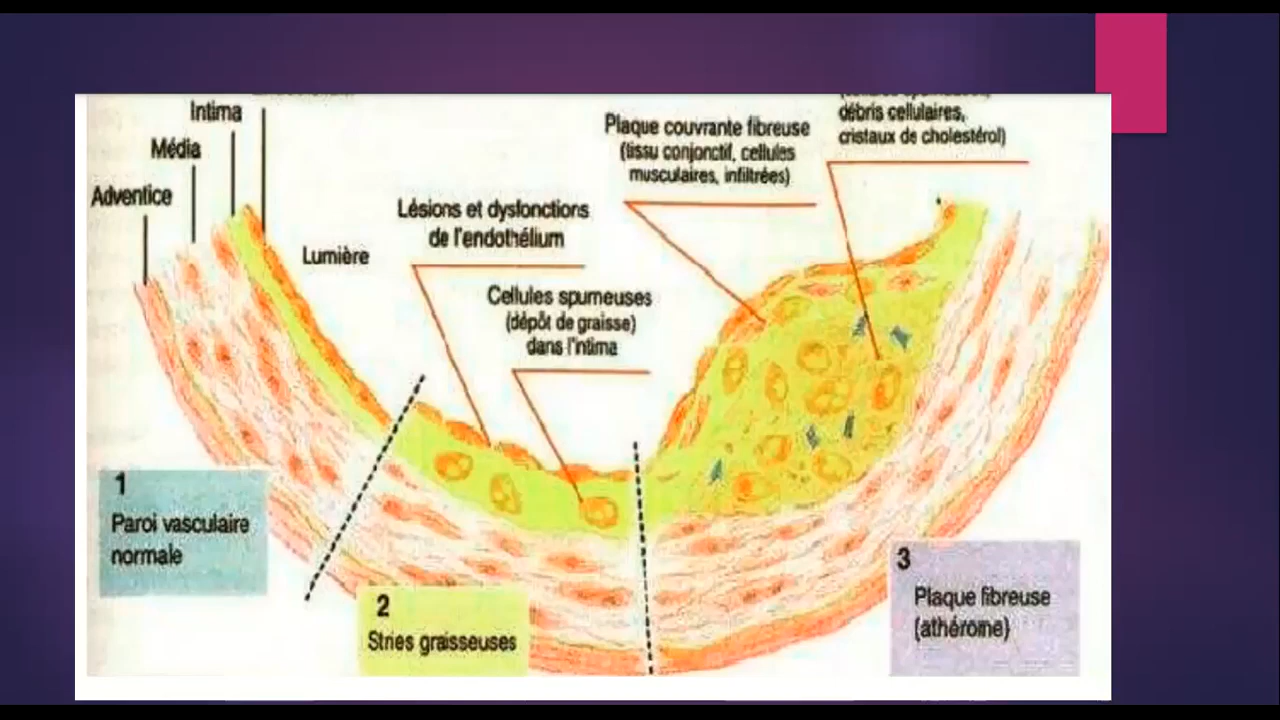 Intima
Média
Adventice
Lumière
Lésions et dysfonctions
de l'endothélium
Cellules spumeuses
(dépôt de graisse)
dans l'intima
Plaque couvrante fibreuse
(tissu conjonctif, cellules
musculaires, infiltrées)
débris cellulaires,
cristaux de cholestérol)
1
Paroi vasculaire
normale
2
Stries graisseuses
3
Plaque fibreuse
(athérome)